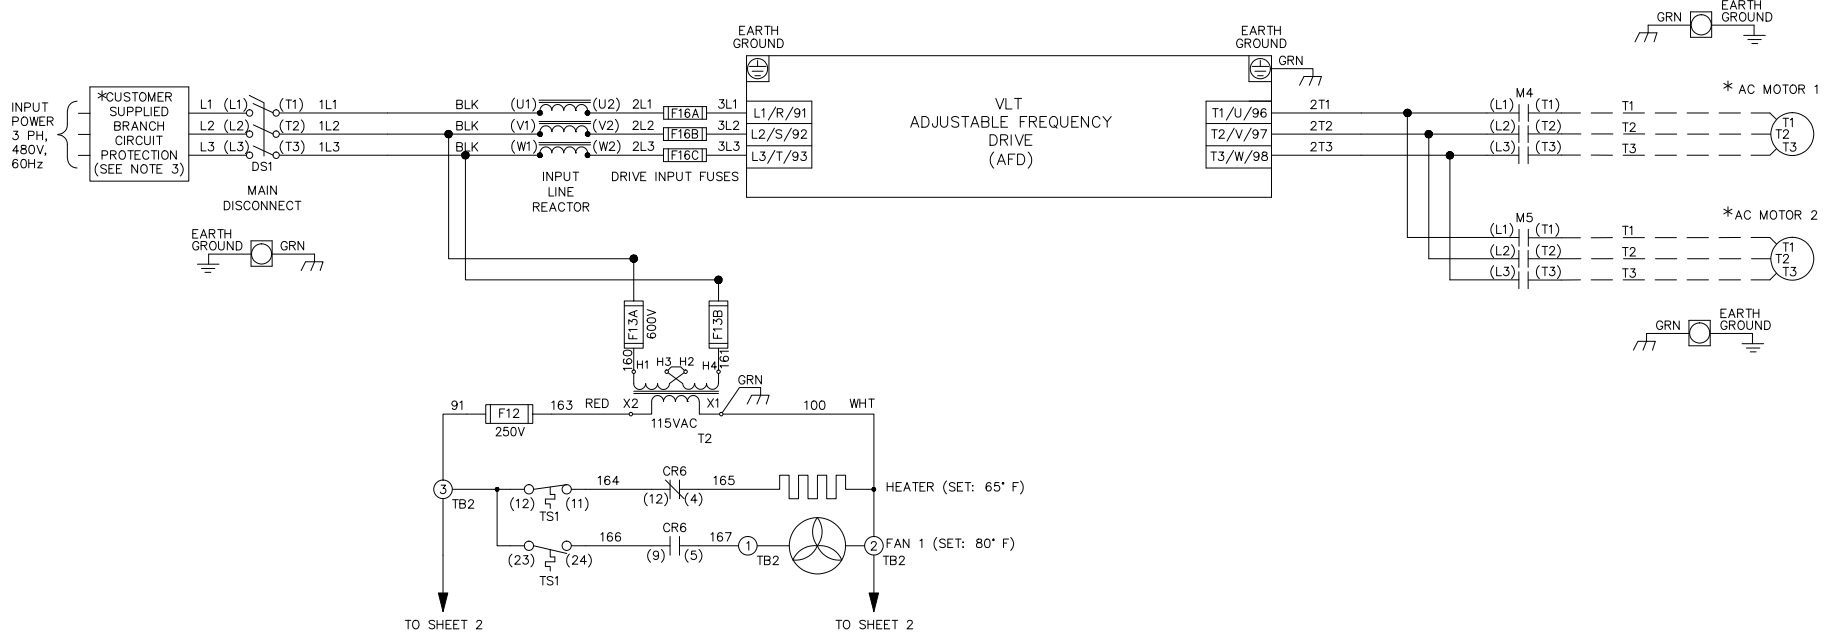 INPUT
POWER
3 PH,
480V,
60Hz
*CUSTOMER
SUPPLIED
BRANCH
CIRCUIT
PROTECTION
(SEE NOTE 3)
L1 (L1) (T1) 1L1 BLK (U1) (U2) 2L1 F16A 3L1
L2 (L2) (T2) 1L2 BLK (V1) (V2) 2L2 F16B 3L2
L3 (L3) (T3) 1L3 BLK (W1) (W2) 2L3 F16C 3L3
DS1
MAIN
DISCONNECT
INPUT
LINE
REACTOR
DRIVE INPUT FUSES
EARTH
GROUND
GRN
EARTH
GROUND
L1/R/91
L2/S/92
L3/T/93
VLT
ADJUSTABLE FREQUENCY
DRIVE
(AFD)
EARTH
GROUND
GRN
T1/U/96
T2/V/97
T3/W/98
2T1
2T2
2T3
GRN
EARTH
GROUND
M4
* AC MOTOR 1
(L1) (T1) T1 T1
(L2) (T2) T2 T2
(L3) (T3) T3 T3
M5
*AC MOTOR 2
(L1) (T1) T1 T1
(L2) (T2) T2 T2
(L3) (T3) T3 T3
GRN
EARTH
GROUND
F13A
600V
F13B
160
H1 H3 H2 H4
161
GRN
91 F12 163 RED X2 X1 100 WHT
250V
115VAC
T2
3
TB2
(12) (11)
TS1
164
CR6
(12) (4)
165
HEATER (SET: 65° F)
(23) (24)
TS1
166
CR6
(9) (5)
167
1
TB2
2
TB2
FAN 1 (SET: 80° F)
TO SHEET 2
TO SHEET 2